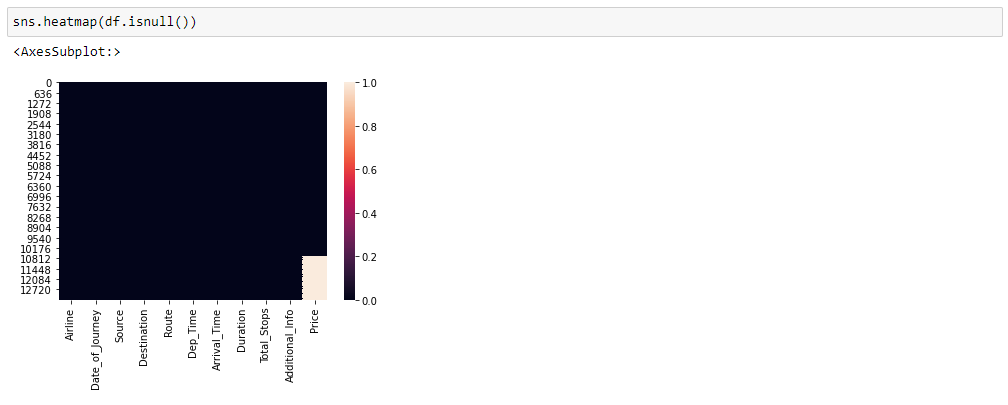 sns.heatmap(df.isnull())
<AxesSubplot:>
0
636
1272
1908
2544
3180
3816
4452
5088
5724
6360
6996
7632
8268
8904
9540
10176
10812
11448
12084
12720
1.0
0.8
0.6
0.4
0.2
0.0
Airline
Date_of_Journey
Source
Destination
Route
Dep_Time
Arrival_Time
Duration
Total_Stops
Additional_Info
Price